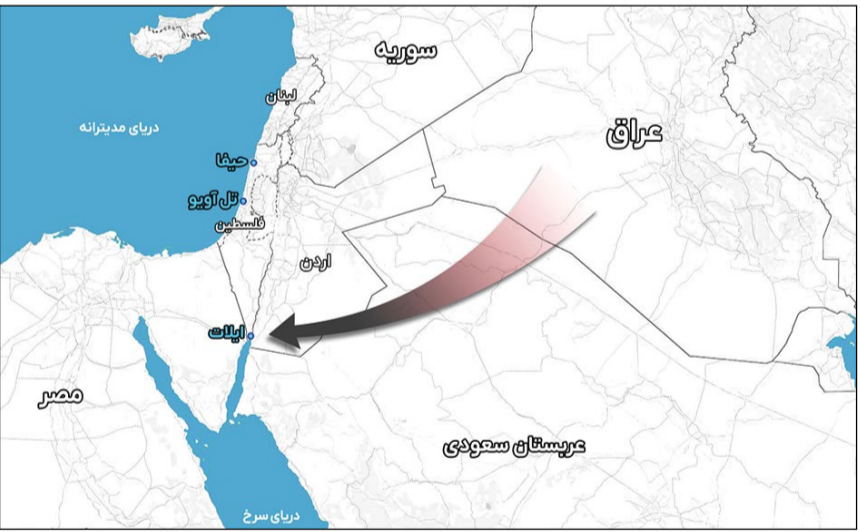 سوریه
لبنان
عراق
دریای مدیترانه
حیفا
تل آویو
فلسطین
اردن
ایلات
مصر
عربستان سعودی
دریای سرخ